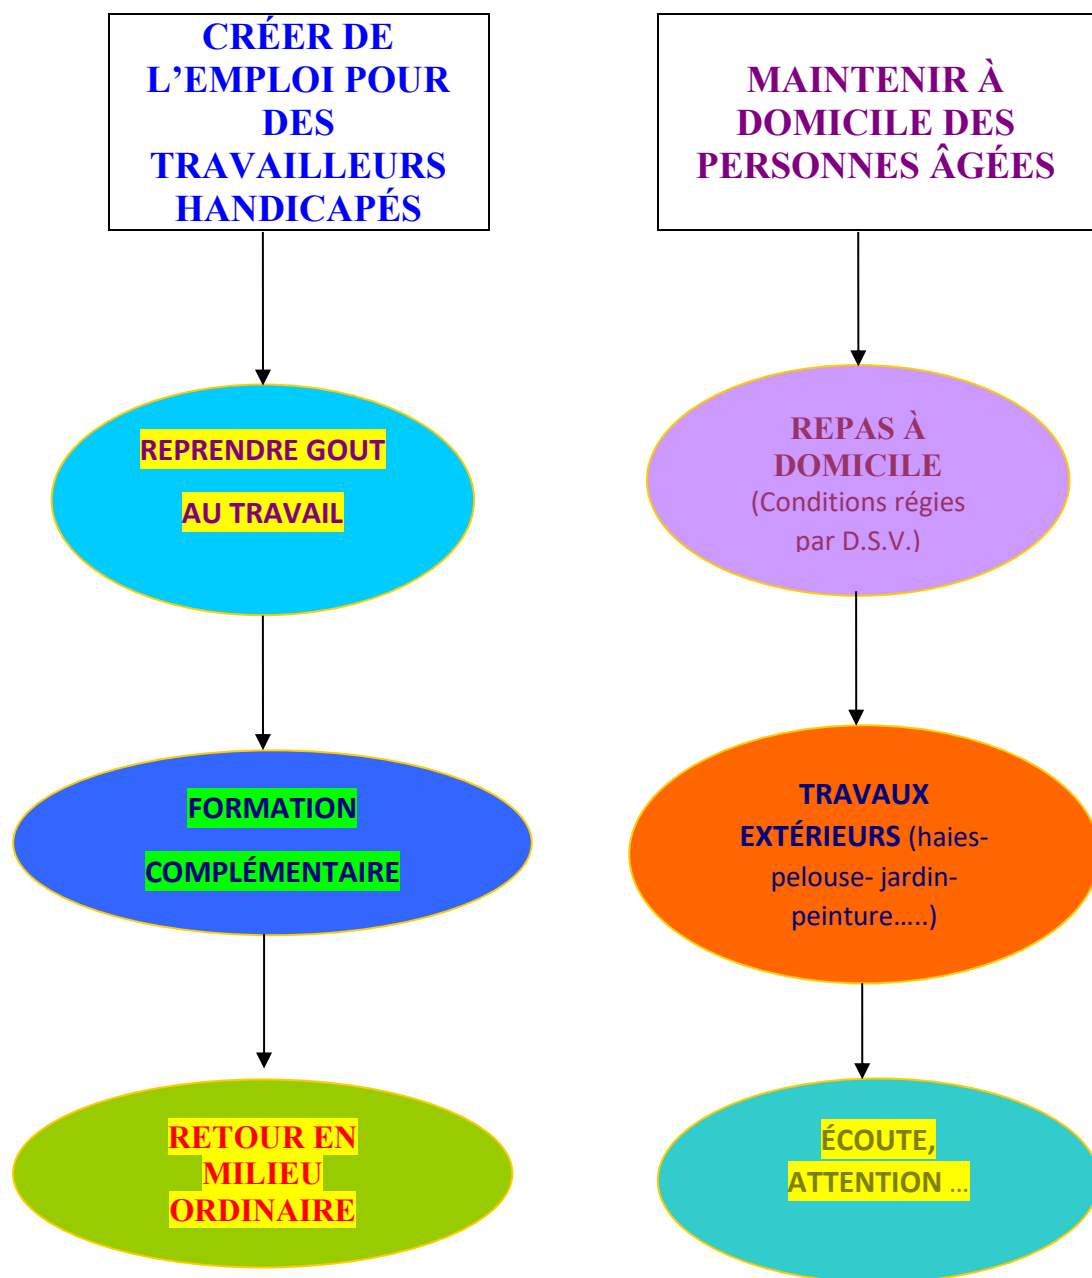 CRÉER DE
L’EMPLOI POUR
DES
TRAVAILLEURS
HANDICAPÉS
REPRENDRE GOUT
AU TRAVAIL
FORMATION
COMPLÉMENTAIRE
RETOUR EN
MILIEU
ORDINAIRE
MAINTENIR À
DOMICILE DES
PERSONNES ÂGÉES
REPAS À
DOMICILE
(Conditions régies
par D.S.V.)
TRAVAUX
EXTÉRIEURS (haies-
pelouse- jardin-
peinture.....)
ÉCOUTE,
ATTENTION ...